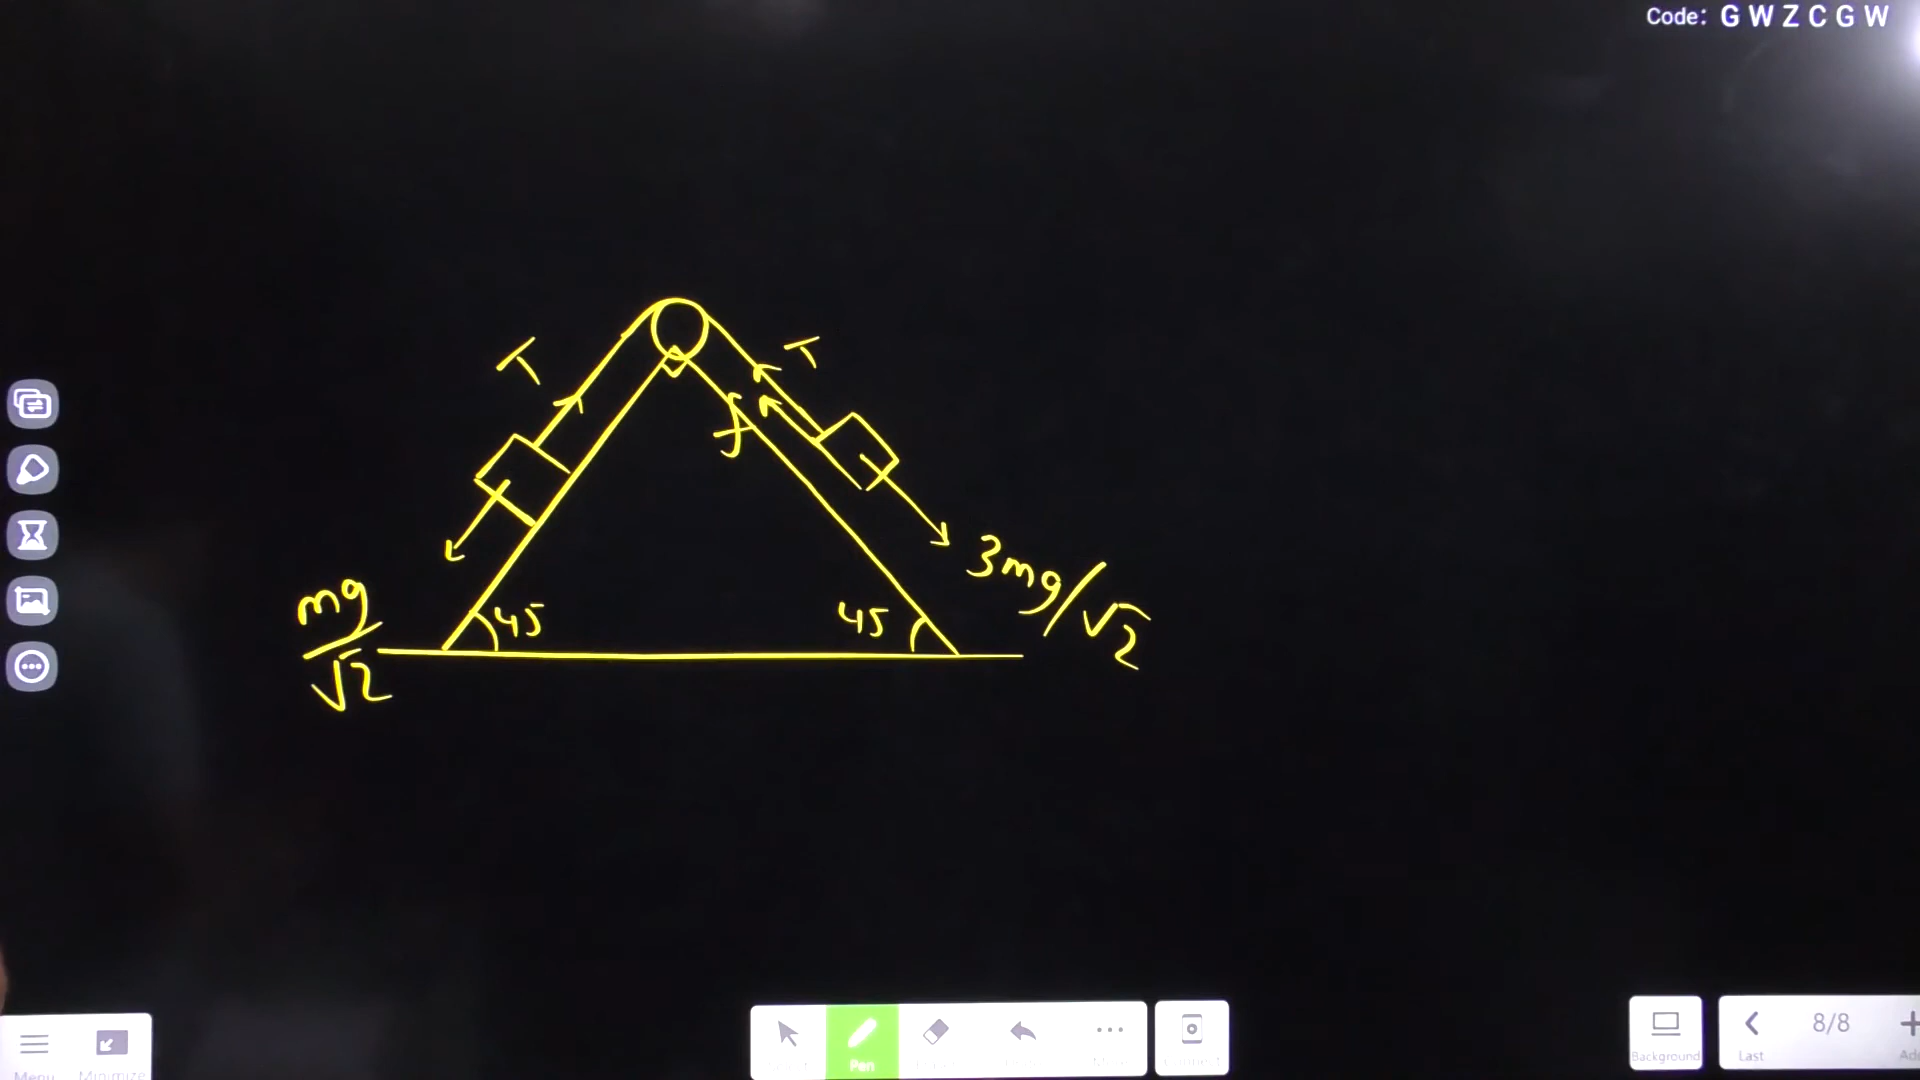 Code: G W Z C G W
T
T
f
mg/√2
45
45
3mg/√2
Menu
Minimize
Pen
Background
8/8
Last